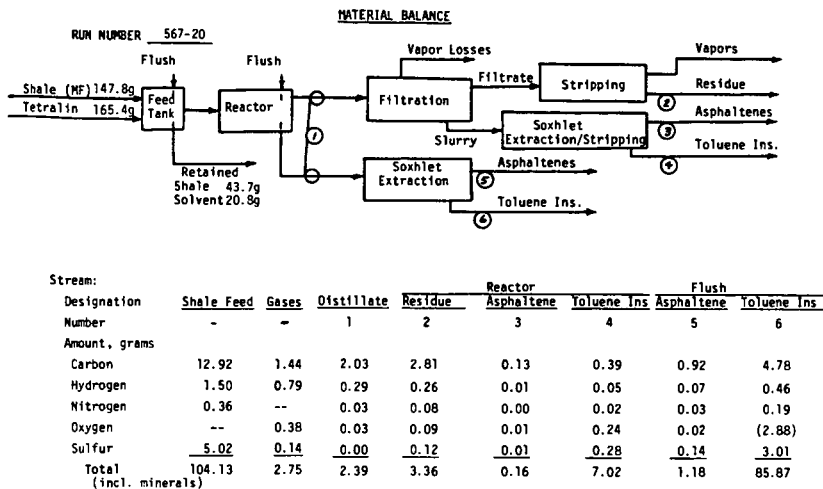 MATERIAL BALANCE
RUN NUMBER 567-20
Flush
Flush
Vapor Losses
Vapors
Shale (MF) 147.8g
Tetralin 165.4g
Feed Tank
Reactor
Filtration
Filtrate
Stripping
Residue
2
Asphaltenes
3
1
Slurry
Soxhlet Extraction/Stripping
Toluene Ins.
4
Retained
Shale 43.7g
Solvent 20.8g
Soxhlet Extraction
Asphaltenes
5
Toluene Ins.
6
Stream:
Reactor Flush
Designation Shale Feed Gases Distillate Residue Asphaltene Toluene Ins Asphaltene Toluene Ins
Number - - 1 2 3 4 5 6
Amount, grams
Carbon 12.92 1.44 2.03 2.81 0.13 0.39 0.92 4.78
Hydrogen 1.50 0.79 0.29 0.26 0.01 0.05 0.07 0.46
Nitrogen 0.36 -- 0.03 0.08 0.00 0.02 0.03 0.19
Oxygen -- 0.38 0.03 0.09 0.01 0.24 0.02 (2.88)
Sulfur 5.02 0.14 0.00 0.12 0.01 0.28 0.14 3.01
Total 104.13 2.75 2.39 3.36 0.16 7.02 1.18 85.87
(incl. minerals)